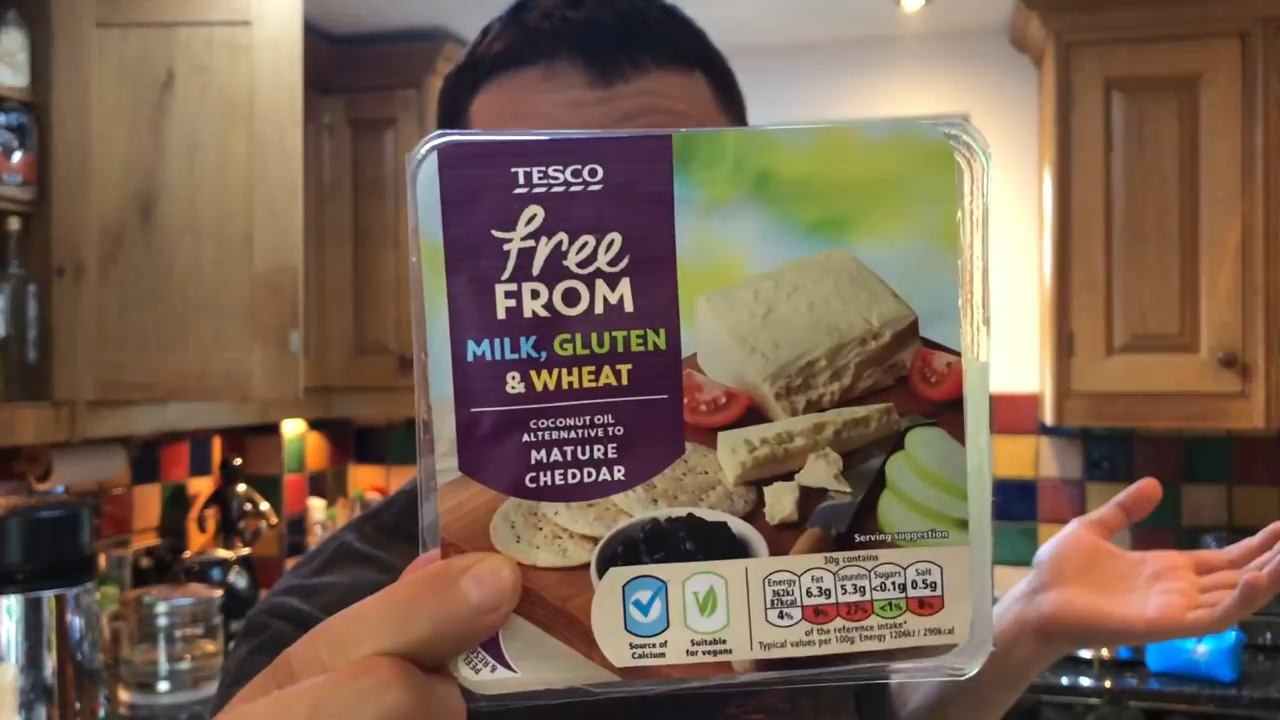 TESCO
free
FROM
MILK, GLUTEN
& WHEAT
COCONUT OIL
ALTERNATIVE TO
MATURE
CHEDDAR
Serving suggestion
30g contains
Energy
362kJ
87kcal
4%
Fat
6.3g
9%
Saturates
5.3g
27%
Sugars
<0.1g
<1%
Salt
0.5g
8%
of the reference intake*
Typical values per 100g: Energy 1206kJ / 290kcal
Source of
Calcium
Suitable
for vegans
PEEL